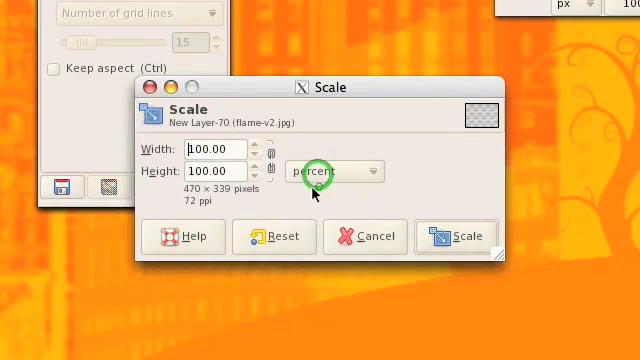 px
100
Number of grid lines
15
Keep aspect (Ctrl)
X Scale
Scale
New Layer-70 (flame-v2.jpg)
Width: 100.00
Height: 100.00 percent
470 × 339 pixels
72 ppi
Help Reset Cancel Scale